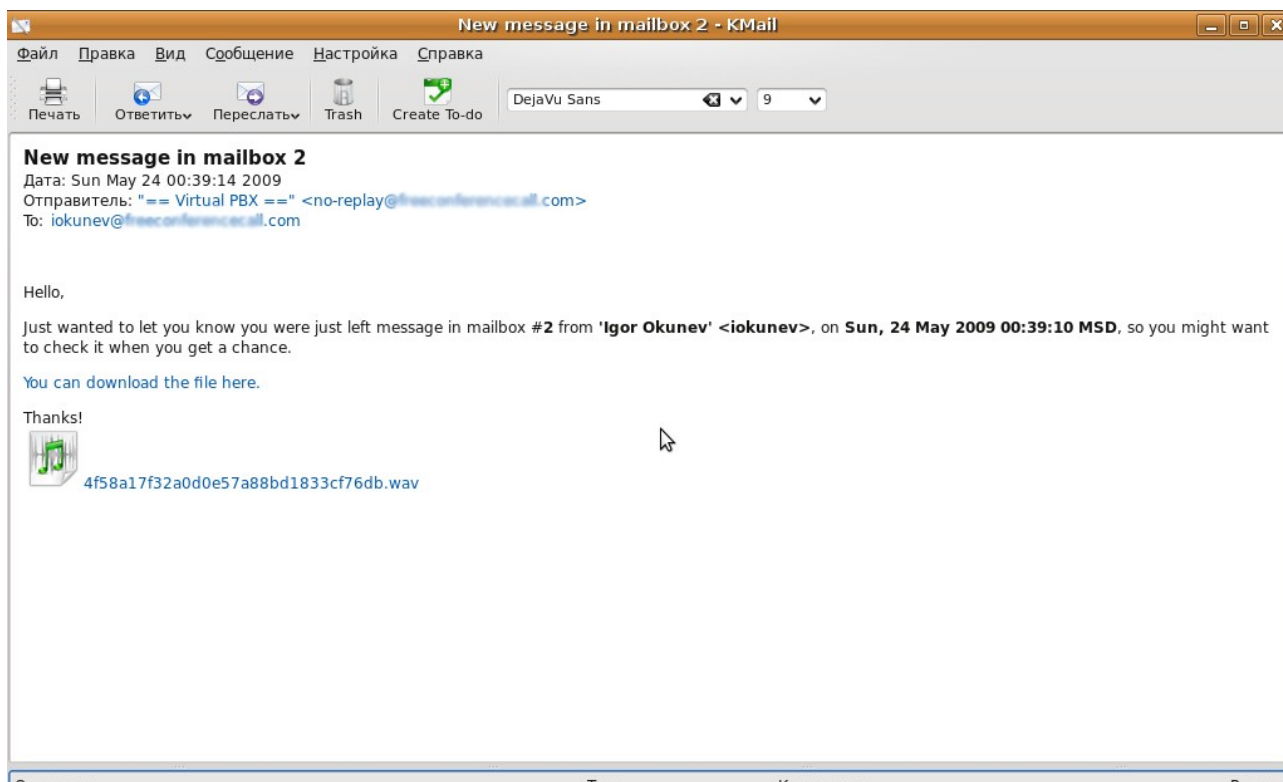 New message in mailbox 2 - KMail
Файл Правка Вид Сообщение Настройка Справка
Печать Ответить Переслать Trash Create To-do DejaVu Sans 9
New message in mailbox 2
Дата: Sun May 24 00:39:14 2009
Отправитель: "== Virtual PBX ==" <no-replay@ .com>
To: iokunev@ .com
Hello,
Just wanted to let you know you were just left message in mailbox #2 from 'Igor Okunev' <iokunev>, on Sun, 24 May 2009 00:39:10 MSD, so you might want
to check it when you get a chance.
You can download the file here.
Thanks!
4f58a17f32a0d0e57a88bd1833cf76db.wav